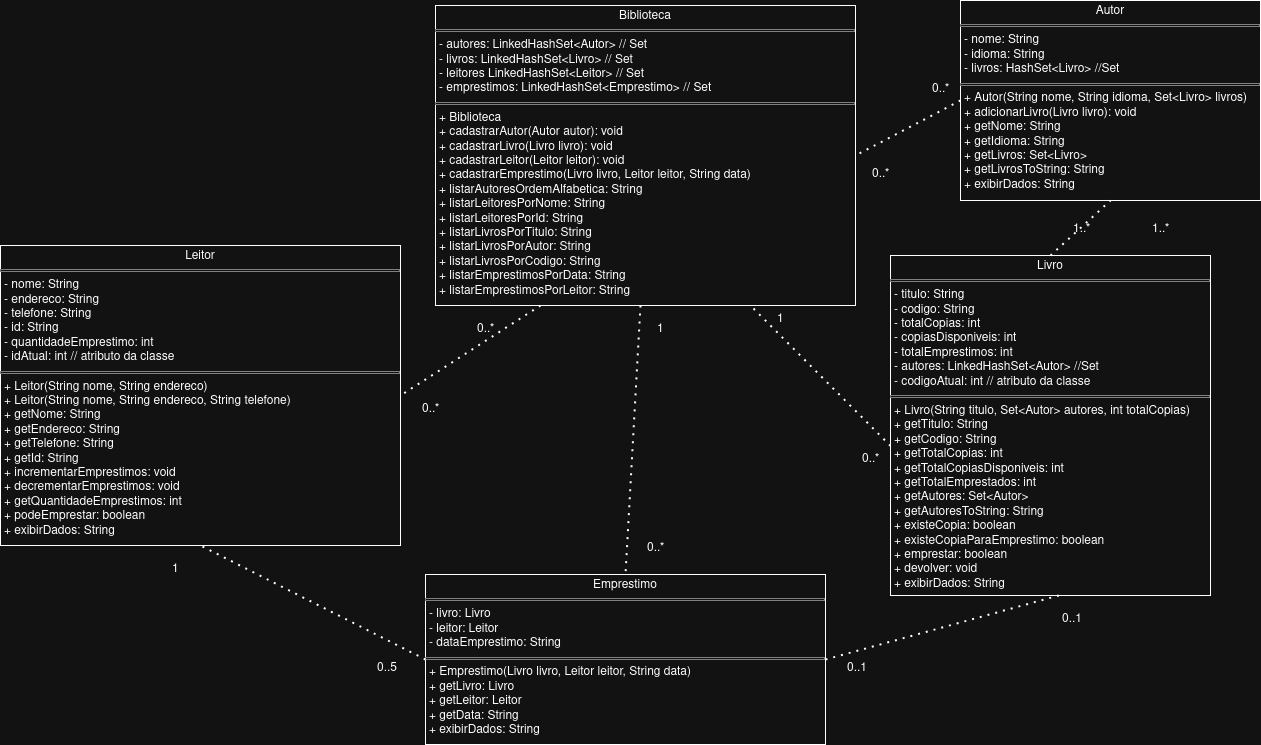 Biblioteca
- autores: LinkedHashSet<Autor> // Set
- livros: LinkedHashSet<Livro> // Set
- leitores LinkedHashSet<Leitor> // Set
- emprestimos: LinkedHashSet<Emprestimo> // Set
+ Biblioteca
+ cadastrarAutor(Autor autor): void
+ cadastrarLivro(Livro livro): void
+ cadastrarLeitor(Leitor leitor): void
+ cadastrarEmprestimo(Livro livro, Leitor leitor, String data)
+ listarAutoresOrdemAlfabetica: String
+ listarLeitoresPorNome: String
+ listarLeitoresPorId: String
+ listarLivrosPorTitulo: String
+ listarLivrosPorAutor: String
+ listarLivrosPorCodigo: String
+ listarEmprestimosPorData: String
+ listarEmprestimosPorLeitor: String
Autor
- nome: String
- idioma: String
- livros: HashSet<Livro> //Set
+ Autor(String nome, String idioma, Set<Livro> livros)
+ adicionarLivro(Livro livro): void
+ getNome: String
+ getIdioma: String
+ getLivros: Set<Livro>
+ getLivrosToString: String
+ exibirDados: String
0..*
0..*
1..*
1..*
Leitor
- nome: String
- endereco: String
- telefone: String
- id: String
- quantidadeEmprestimo: int
- idAtual: int // atributo da classe
+ Leitor(String nome, String endereco)
+ Leitor(String nome, String endereco, String telefone)
+ getNome: String
+ getEndereco: String
+ getTelefone: String
+ getId: String
+ incrementarEmprestimos: void
+ decrementarEmprestimos: void
+ getQuantidadeEmprestimos: int
+ podeEmprestar: boolean
+ exibirDados: String
0..*
0..*
1
0..*
1
0..*
Livro
- titulo: String
- codigo: String
- totalCopias: int
- copiasDisponiveis: int
- totalEmprestimos: int
- autores: LinkedHashSet<Autor> //Set
- codigoAtual: int // atributo da classe
+ Livro(String titulo, Set<Autor> autores, int totalCopias)
+ getTitulo: String
+ getCodigo: String
+ getTotalCopias: int
+ getTotalCopiasDisponiveis: int
+ getTotalEmprestados: int
+ getAutores: Set<Autor>
+ getAutoresToString: String
+ existeCopia: boolean
+ existeCopiaParaEmprestimo: boolean
+ emprestar: boolean
+ devolver: void
+ exibirDados: String
1
0..5
0..1
0..1
Emprestimo
- livro: Livro
- leitor: Leitor
- dataEmprestimo: String
+ Emprestimo(Livro livro, Leitor leitor, String data)
+ getLivro: Livro
+ getLeitor: Leitor
+ getData: String
+ exibirDados: String